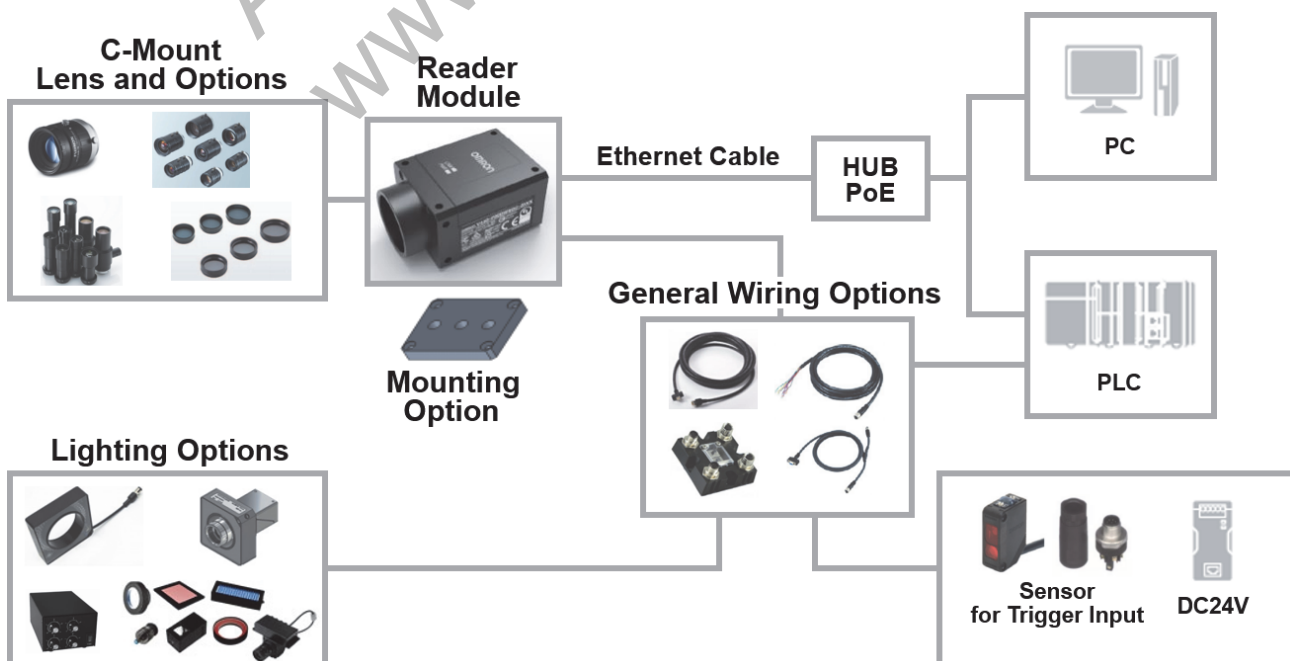 C-Mount
Lens and Options
Reader
Module
omron
Ethernet Cable
HUB
PoE
PC
General Wiring Options
PLC
Mounting
Option
Lighting Options
Sensor
for Trigger Input
DC24V